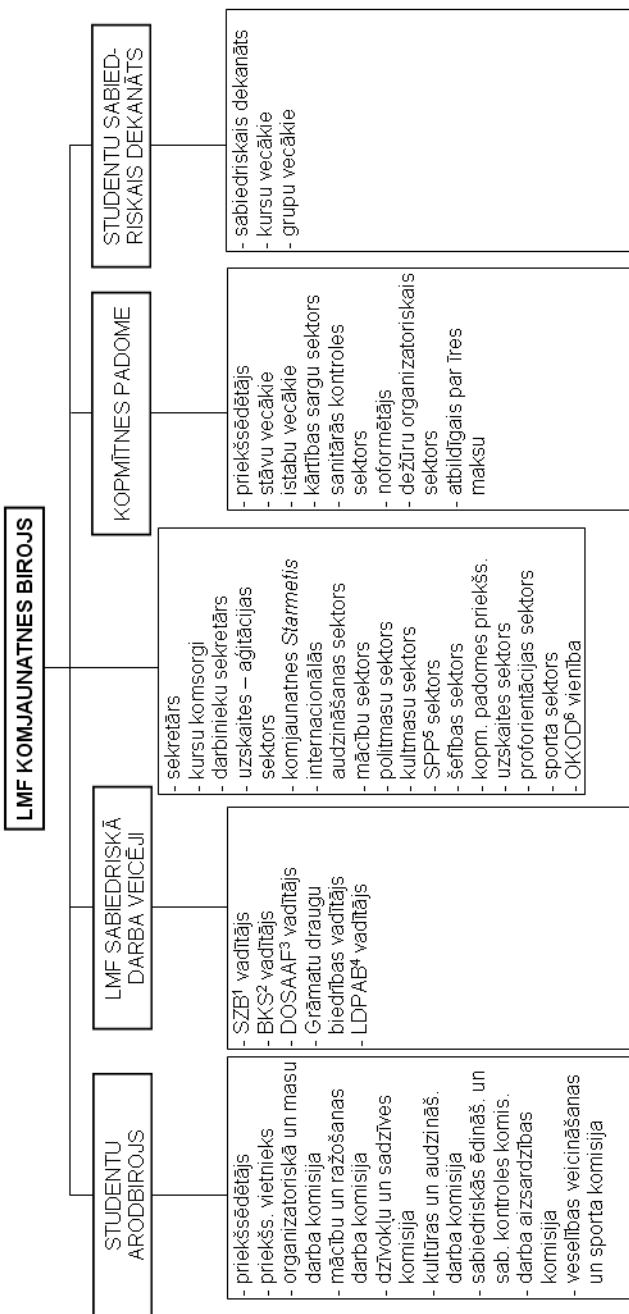 LMF KOMJAUNATNES BIROJS
STUDENTU
ARODBIROJS
- priekšsēdētājs
- priekšs. vietnieks
- organizatoriskā un masu
darba komisija
- mācību un ražošanas
darba komisija
- dzīvokļu un sadzīves
komisija
- kultūras un audzināš.
darba komisija
- sabiedriskās ēdināš. un
sab. kontroles komis.
- darba aizsardzības
komisija
- veselības veicināšanas
un sporta komisija
LMF SABIEDRISKĀ
DARBA VEICĒJI
- SZB¹ vadītājs
- BKS² vadītājs
- DOSAAF³ vadītājs
- Grāmatu draugu
biedrības vadītājs
- LDPAB⁴ vadītājs
- sekretārs
- kursu komsorgi
- darbinieku sekretārs
- uzskaites – aģitācijas
sektors
- komjaunatnes Starmetis
- internacionālās
audzināšanas sektors
- mācību sektors
- politmasu sektors
- kultmasu sektors
- SPP⁵ sektors
- šefības sektors
- kopm. padomes priekšs.
- uzskaites sektors
- proforientācijas sektors
- sporta sektors
- OKOD⁶ vienība
KOPMĪTNES PADOME
- priekšsēdētājs
- stāvu vecākie
- istabu vecākie
- kārtības sargu sektors
- sanitārās kontroles
sektors
- noformētājs
- dežūru organizatoriskais
sektors
- atbildīgais par īres
maksu
STUDENTU SABIED-
RISKAIS DEKANĀTS
- sabiedriskais dekanāts
- kursu vecākie
- grupu vecākie